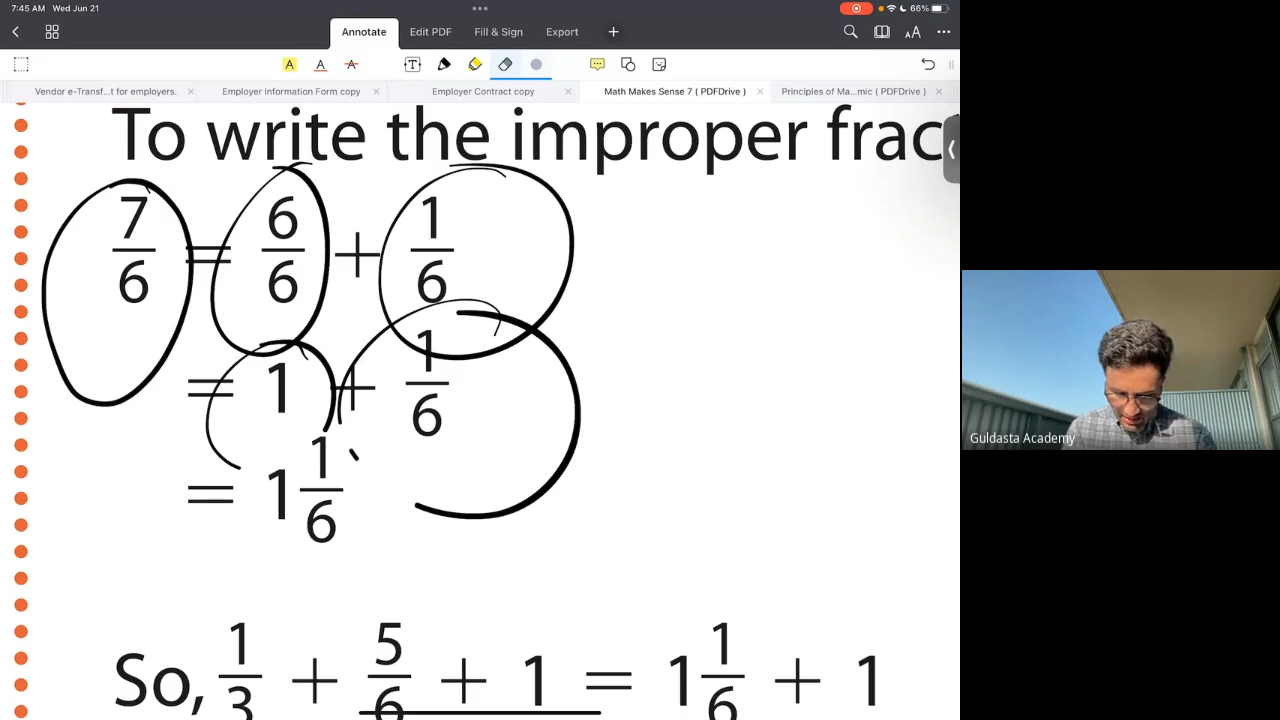 7:45 AM Wed Jun 21
66%
Annotate Edit PDF Fill & Sign Export +
A A A T
Vendor e-Transf...t for employers. × Employer Information Form copy × Employer Contract copy × Math Makes Sense 7 ( PDFDrive ) × Principles of Ma...mic ( PDFDrive ) ×
To write the improper frac
7/6 = 6/6 + 1/6
= 1 + 1/6
= 1 1/6
So, 1/3 + 5/6 + 1 = 1 1/6 + 1
Guldasta Academy